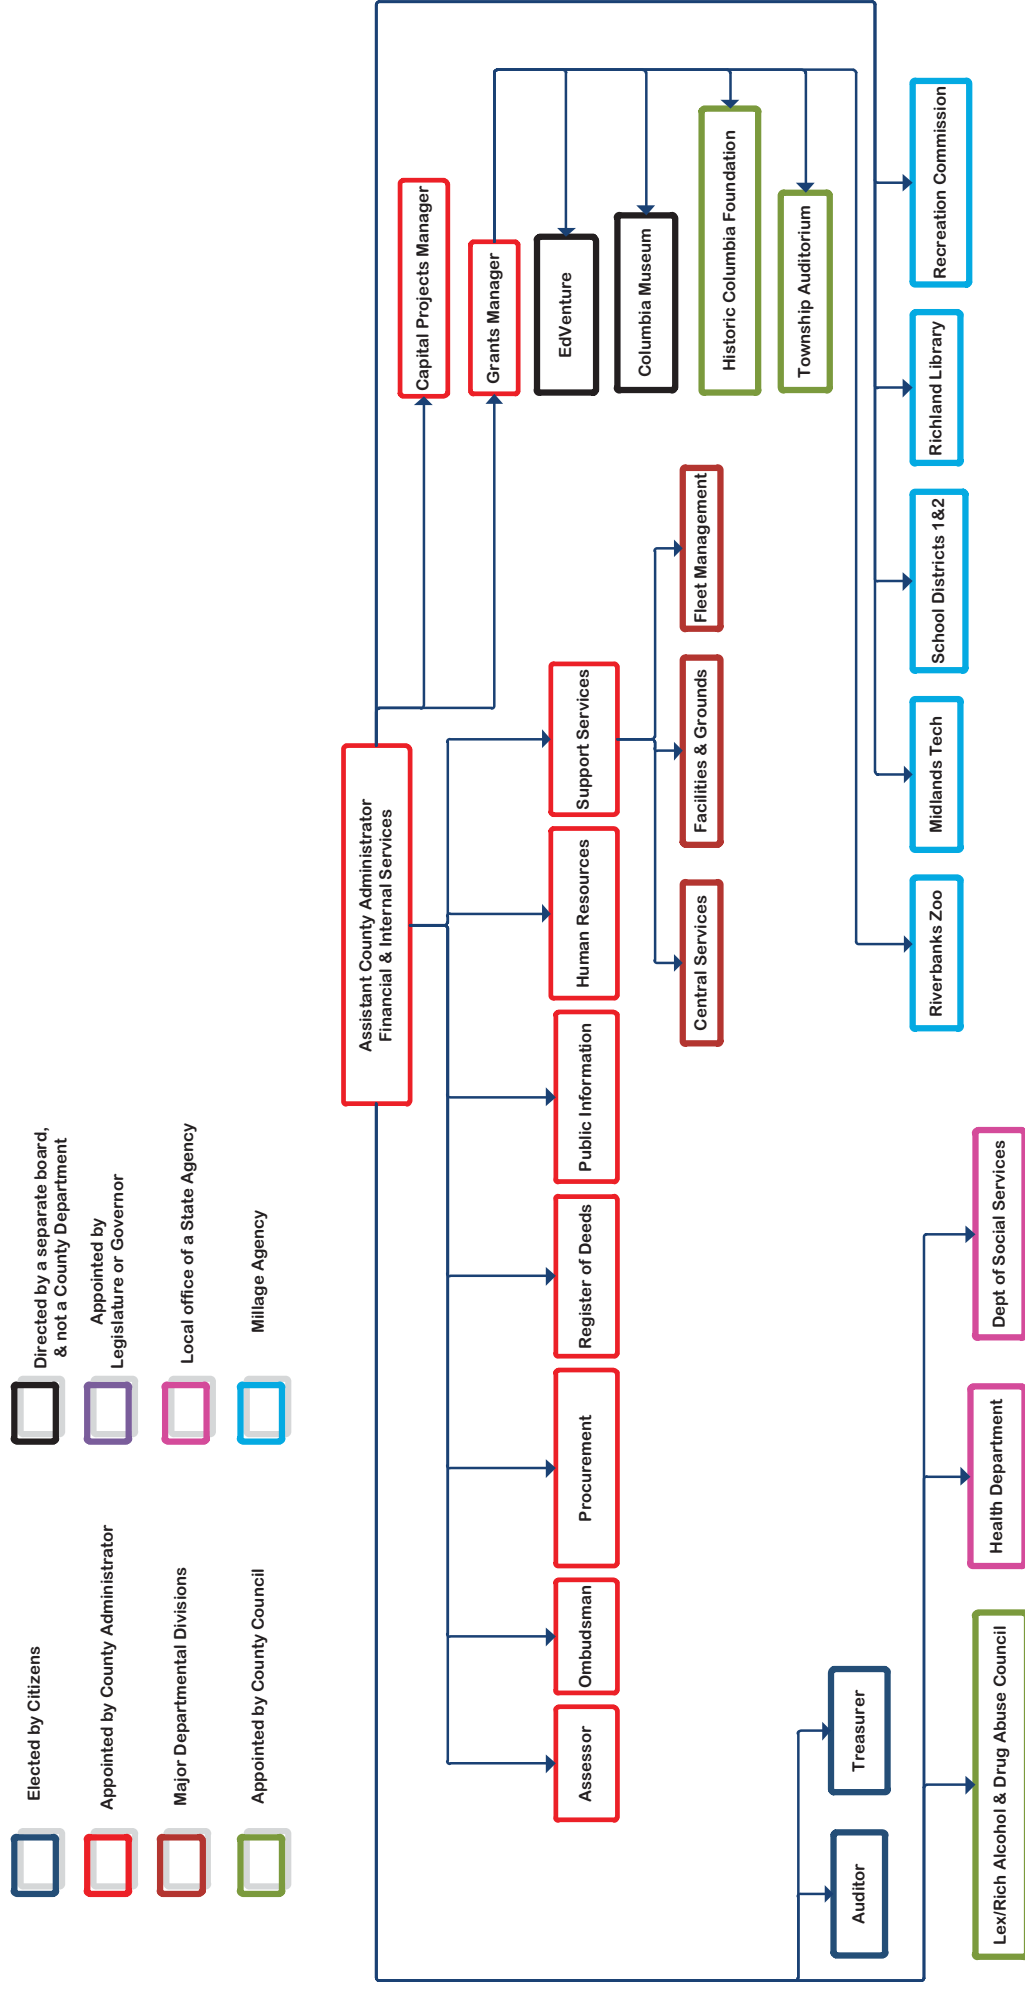 Elected by Citizens
Directed by a separate board,
& not a County Department
Appointed by County Administrator
Appointed by
Legislature or Governor
Major Departmental Divisions
Local office of a State Agency
Appointed by County Council
Millage Agency
Assistant County Administrator
Financial & Internal Services
Capital Projects Manager
Grants Manager
EdVenture
Columbia Museum
Historic Columbia Foundation
Township Auditorium
Assessor
Ombudsman
Procurement
Register of Deeds
Public Information
Human Resources
Support Services
Central Services
Facilities & Grounds
Fleet Management
Auditor
Treasurer
Riverbanks Zoo
Midlands Tech
School Districts 1&2
Richland Library
Recreation Commission
Lex/Rich Alcohol & Drug Abuse Council
Health Department
Dept of Social Services